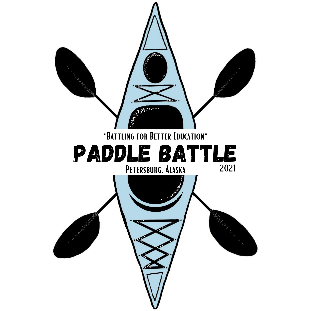 "Battling for Better Education"
PADDLE BATTLE
Petersburg, Alaska
2021